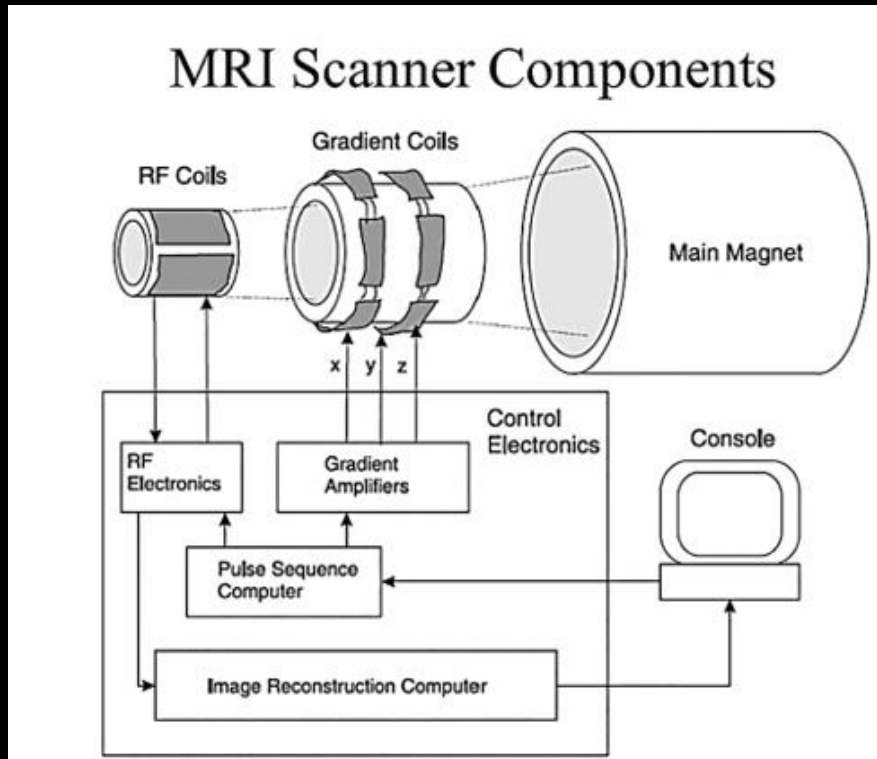 MRI Scanner Components
Gradient Coils
RF Coils
Main Magnet
x
y
z
Control
Electronics
Console
RF
Electronics
Gradient
Amplifiers
Pulse Sequence
Computer
Image Reconstruction Computer